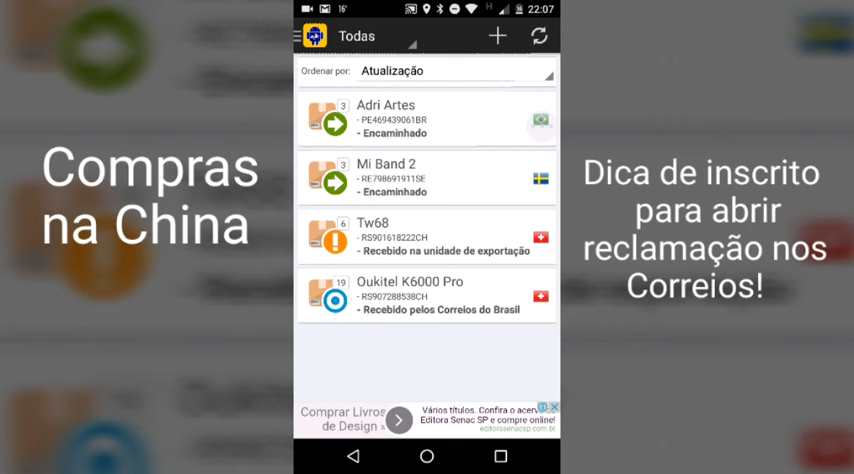 16°
H
22:07
Todas
Ordenar por: Atualização
3
Adri Artes
- PE469439061BR
- Encaminhado
3
Mi Band 2
- RE798691911SE
- Encaminhado
6
Tw68
- RS901618222CH
- Recebido na unidade de exportação
19
Oukitel K6000 Pro
- RS907288538CH
- Recebido pelos Correios do Brasil
Comprar Livros
de Design »
Vários títulos. Confira o acerv
Editora Senac SP e compre online!
editorasenacsp.com.br
Compras
na China
Dica de inscrito
para abrir
reclamação nos
Correios!